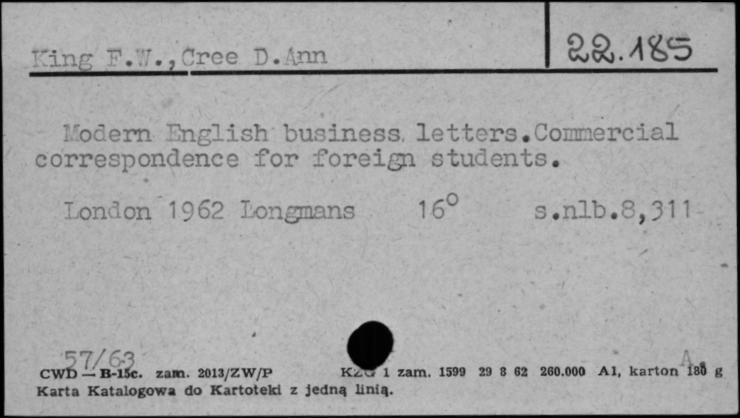 22.185
King F.W.,Cree D.Ann
Modern English business letters.Commercial
correspondence for foreign students.
London 1962 Longmans 16° s.nlb.8,311
57/63 A.
CWD — B-15c. zam. 2013/ZW/P KZG 1 zam. 1599 29 8 62 260.000 A1, karton 180 g
Karta Katalogowa do Kartoteki z jedną linią.